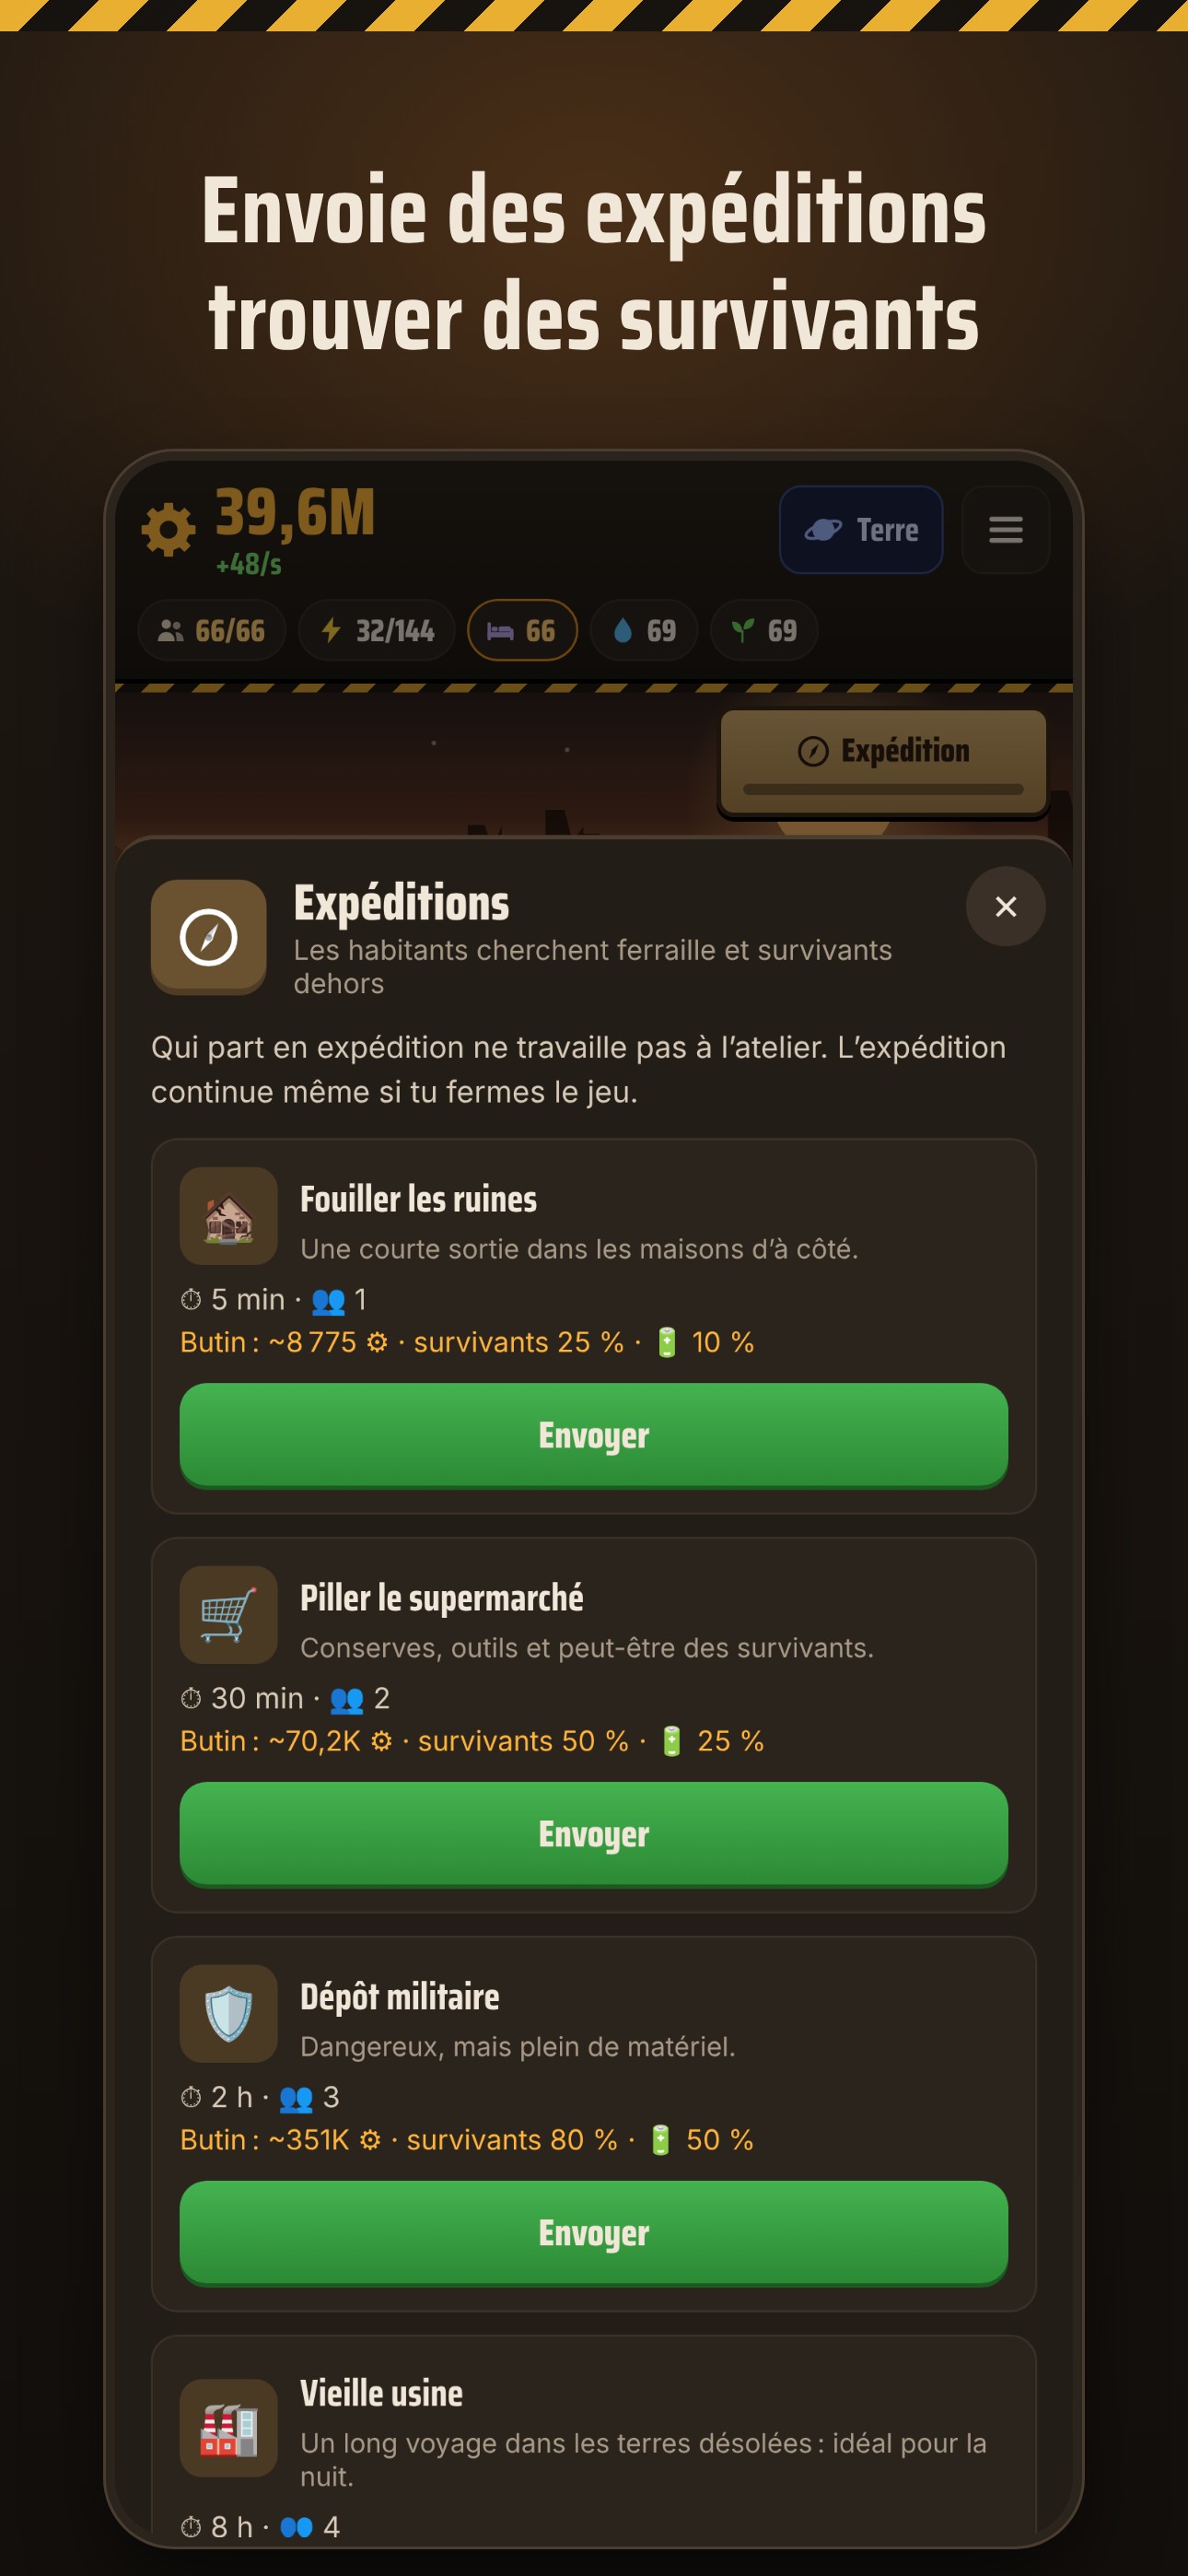 Envoie des expéditions
trouver des survivants
39,6M
+48/s
Terre
66/66
32/144
66
69
69
Expédition
Expéditions
Les habitants cherchent ferraille et survivants
dehors
Qui part en expédition ne travaille pas à l’atelier. L’expédition
continue même si tu fermes le jeu.
Fouiller les ruines
Une courte sortie dans les maisons d’à côté.
⏱ 5 min · 👥 1
Butin : ~8 775 ⚙ · survivants 25 % · 🔋 10 %
Envoyer
Piller le supermarché
Conserves, outils et peut-être des survivants.
⏱ 30 min · 👥 2
Butin : ~70,2K ⚙ · survivants 50 % · 🔋 25 %
Envoyer
Dépôt militaire
Dangereux, mais plein de matériel.
⏱ 2 h · 👥 3
Butin : ~351K ⚙ · survivants 80 % · 🔋 50 %
Envoyer
Vieille usine
Un long voyage dans les terres désolées : idéal pour la
nuit.
⏱ 8 h · 👥 4